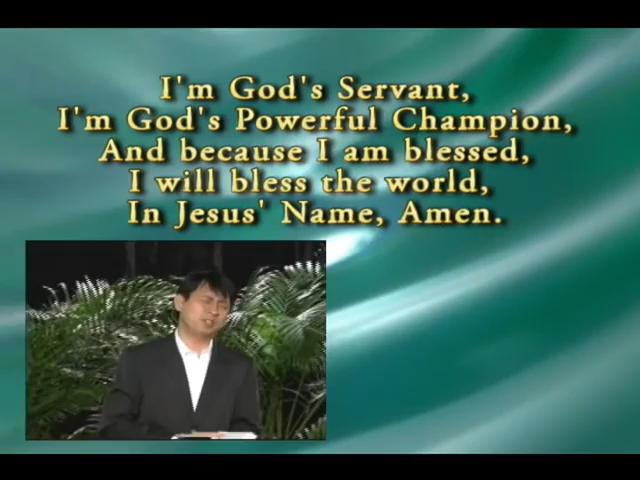 I'm God's Servant,
I'm God's Powerful Champion,
And because I am blessed,
I will bless the world,
In Jesus' Name, Amen.